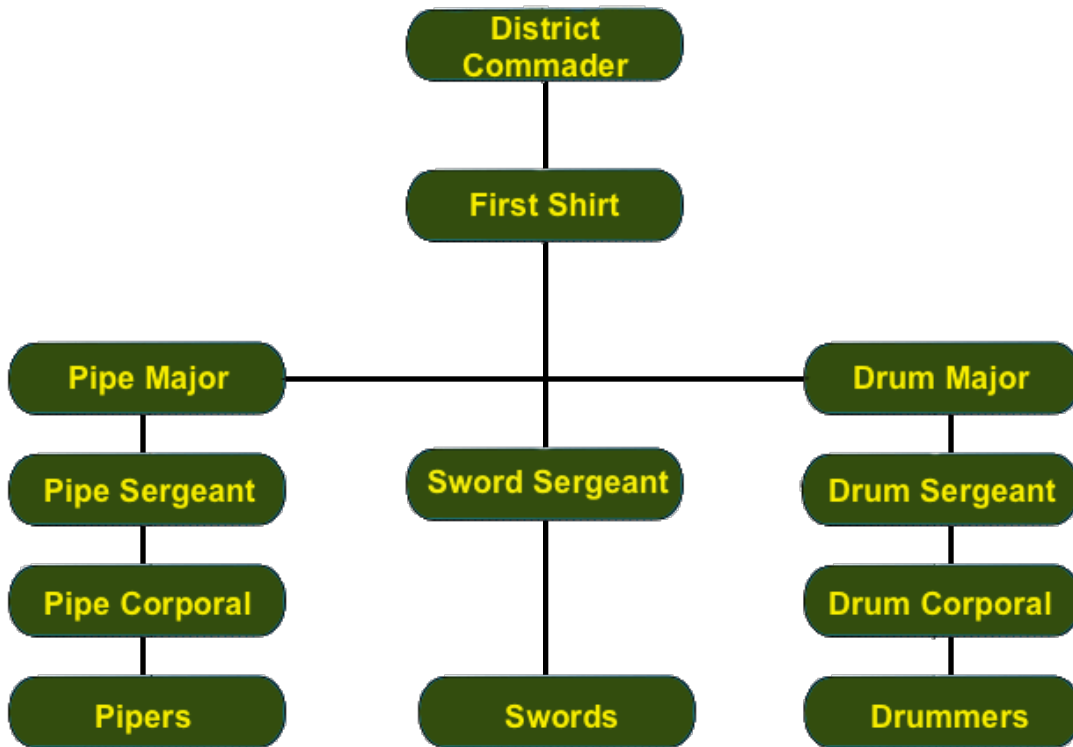 District
Commader
First Shirt
Pipe Major
Drum Major
Pipe Sergeant
Sword Sergeant
Drum Sergeant
Pipe Corporal
Drum Corporal
Pipers
Swords
Drummers